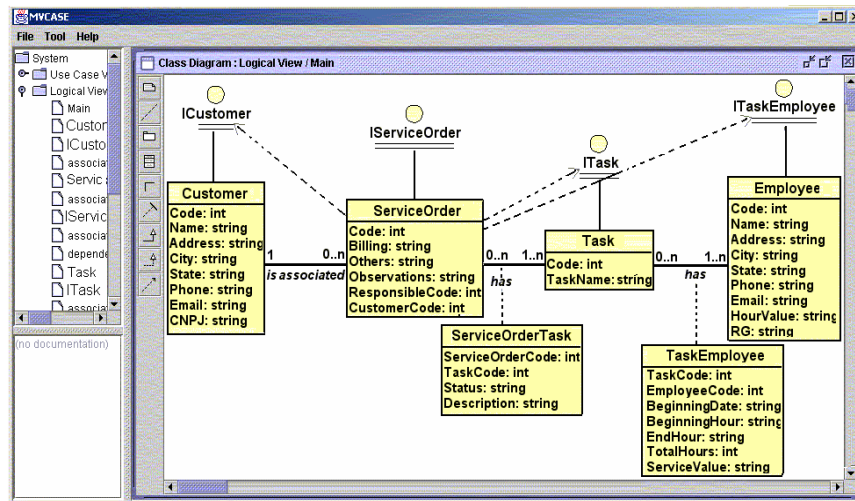 MVCASE
File Tool Help
System
Use Case V
Logical View
Main
Custom
ICustom
associat
Servic
associat
IServic
associat
depende
Task
ITask
associat
(no documentation)
Class Diagram : Logical View / Main
ICustomer
IServiceOrder
ITask
ITaskEmployee
Customer
Code: int
Name: string
Address: string
City: string
State: string
Phone: string
Email: string
CNPJ: string
1
0..n
is associated
ServiceOrder
Code: int
Billing: string
Others: string
Observations: string
ResponsibleCode: int
CustomerCode: int
0..n
1..n
has
Task
Code: int
TaskName: string
0..n
1..n
has
Employee
Code: int
Name: string
Address: string
City: string
State: string
Phone: string
Email: string
HourValue: string
RG: string
ServiceOrderTask
ServiceOrderCode: int
TaskCode: int
Status: string
Description: string
TaskEmployee
TaskCode: int
EmployeeCode: int
BeginningDate: string
BeginningHour: string
EndHour: string
TotalHours: int
ServiceValue: string